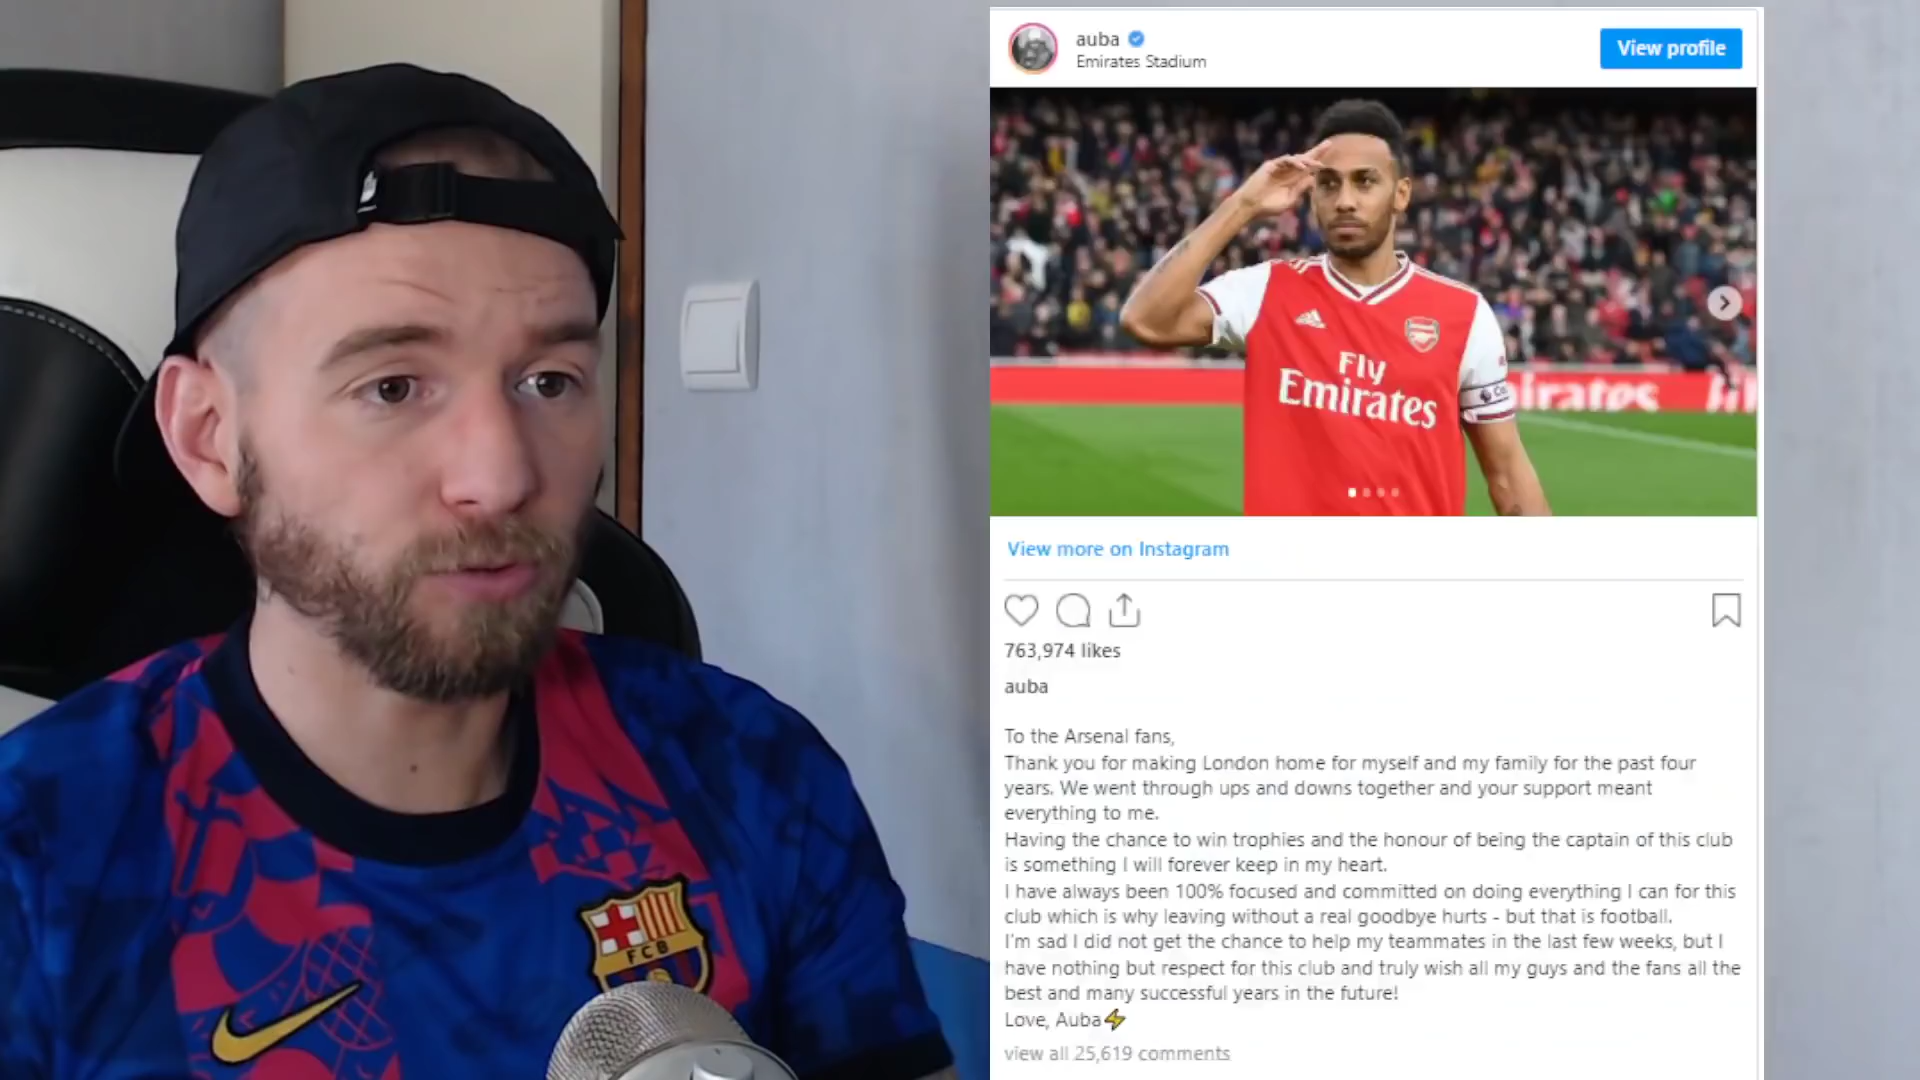 auba
Emirates Stadium
View profile
Fly
Emirates
irates
View more on Instagram
763,974 likes
auba
To the Arsenal fans,
Thank you for making London home for myself and my family for the past four
years. We went through ups and downs together and your support meant
everything to me.
Having the chance to win trophies and the honour of being the captain of this club
is something I will forever keep in my heart.
I have always been 100% focused and committed on doing everything I can for this
club which is why leaving without a real goodbye hurts - but that is football.
I'm sad I did not get the chance to help my teammates in the last few weeks, but I
have nothing but respect for this club and truly wish all my guys and the fans all the
best and many successful years in the future!
Love, Auba⚡
view all 25,619 comments
FCB